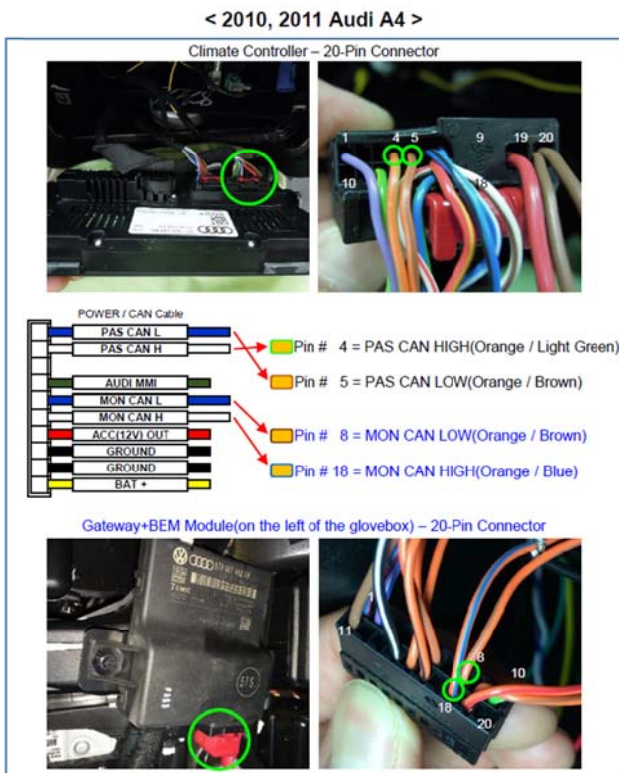 < 2010, 2011 Audi A4 >
Climate Controller – 20-Pin Connector
1 4 5 9 19 20
10 18
POWER / CAN Cable
PAS CAN L
PAS CAN H
Pin # 4 = PAS CAN HIGH(Orange / Light Green)
AUDI MMI
Pin # 5 = PAS CAN LOW(Orange / Brown)
MON CAN L
MON CAN H
Pin # 8 = MON CAN LOW(Orange / Brown)
ACC(12V) OUT
GROUND
Pin # 18 = MON CAN HIGH(Orange / Blue)
GROUND
BAT +
Gateway+BEM Module(on the left of the glovebox) – 20-Pin Connector
1
11
8
10
18
20